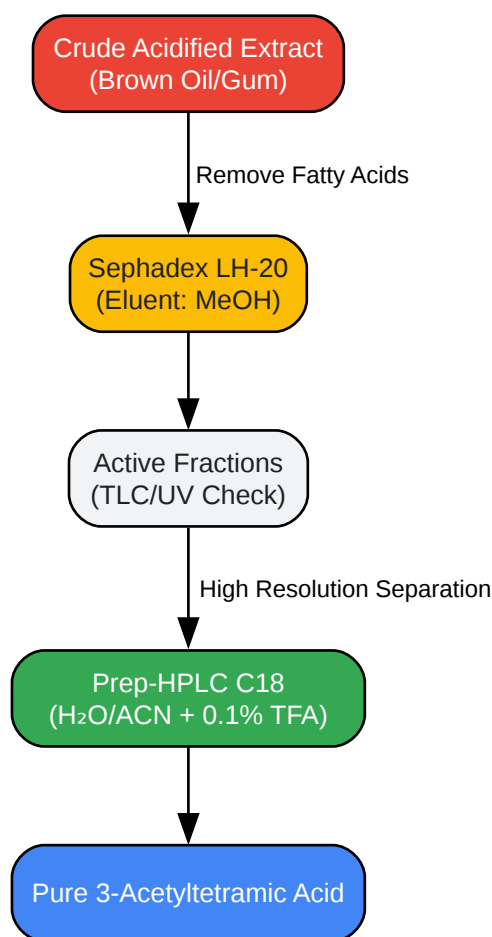 Crude Acidified Extract
(Brown Oil/Gum)
Remove Fatty Acids
Sephadex LH-20
(Eluent: MeOH)
Active Fractions
(TLC/UV Check)
High Resolution Separation
Prep-HPLC C18
(H₂O/ACN + 0.1% TFA)
Pure 3-Acetyltetramic Acid